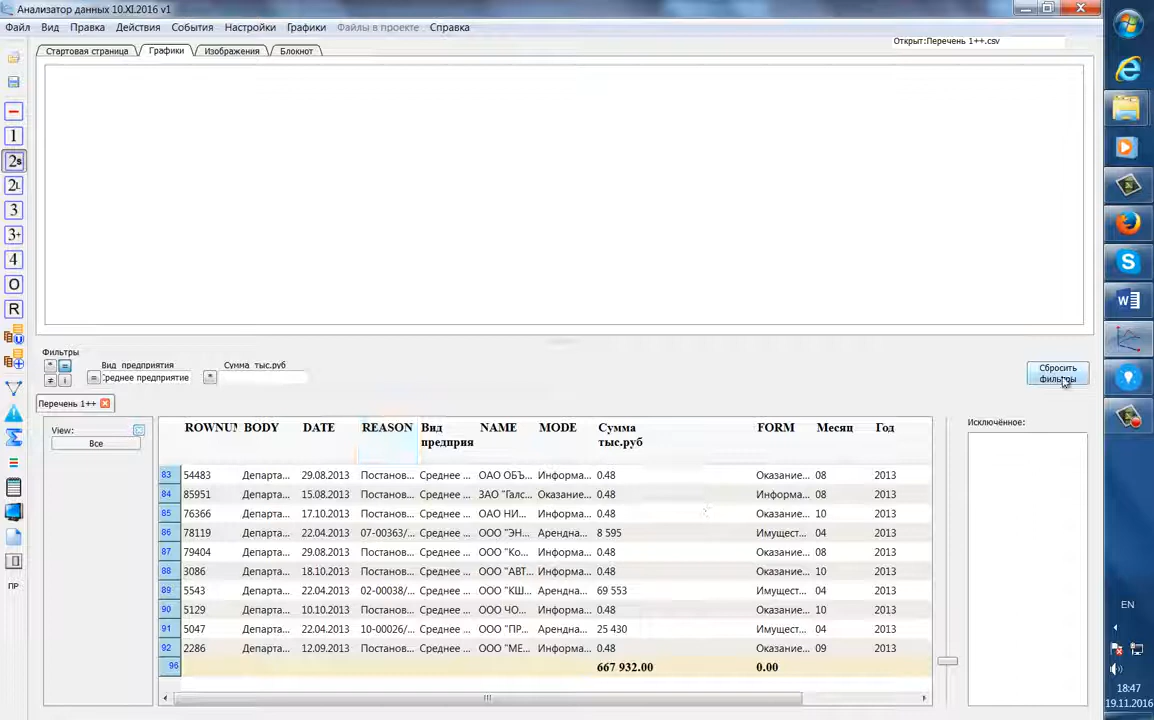 Анализатор данных 10.XI.2016 v1
Файл Вид Правка Действия События Настройки Графики Файлы в проекте Справка
Стартовая страница Графики Изображения Блокнот
Открыт:Перечень 1++.csv
1
2s
2L
3
3+
4
O
R
ПР
Фильтры
Вид предприятия Сумма тыс.руб
* =
≠ i
= Среднее предприятие *
Сбросить
фильтры
Перечень 1++
View:
Все
Исключённое:
ROWNUM BODY DATE REASON Вид предприя NAME MODE Сумма тыс.руб FORM Месяц Год
83 54483 Департа... 29.08.2013 Постанов... Среднее ... ОАО ОБЪ... Информа... 0.48 Оказание... 08 2013
84 85951 Департа... 15.08.2013 Постанов... Среднее ... ЗАО "Галс... Оказание... 0.48 Информа... 08 2013
85 76366 Департа... 17.10.2013 Постанов... Среднее ... ОАО НИ... Информа... 0.48 Оказание... 10 2013
86 78119 Департа... 22.04.2013 07-00363/... Среднее ... ООО "ЭН... Арендна... 8 595 Имущест... 04 2013
87 79404 Департа... 29.08.2013 Постанов... Среднее ... ООО "Ко... Информа... 0.48 Оказание... 08 2013
88 3086 Департа... 18.10.2013 Постанов... Среднее ... ООО "АВТ... Информа... 0.48 Оказание... 10 2013
89 5543 Департа... 22.04.2013 02-00038/... Среднее ... ООО "КШ... Арендна... 69 553 Имущест... 04 2013
90 5129 Департа... 10.10.2013 Постанов... Среднее ... ООО ЧО... Информа... 0.48 Оказание... 10 2013
91 5047 Департа... 22.04.2013 10-00026/... Среднее ... ООО "ПР... Арендна... 25 430 Имущест... 04 2013
92 2286 Департа... 12.09.2013 Постанов... Среднее ... ООО "МЕ... Информа... 0.48 Оказание... 09 2013
96 667 932.00 0.00
EN
18:47
19.11.2016